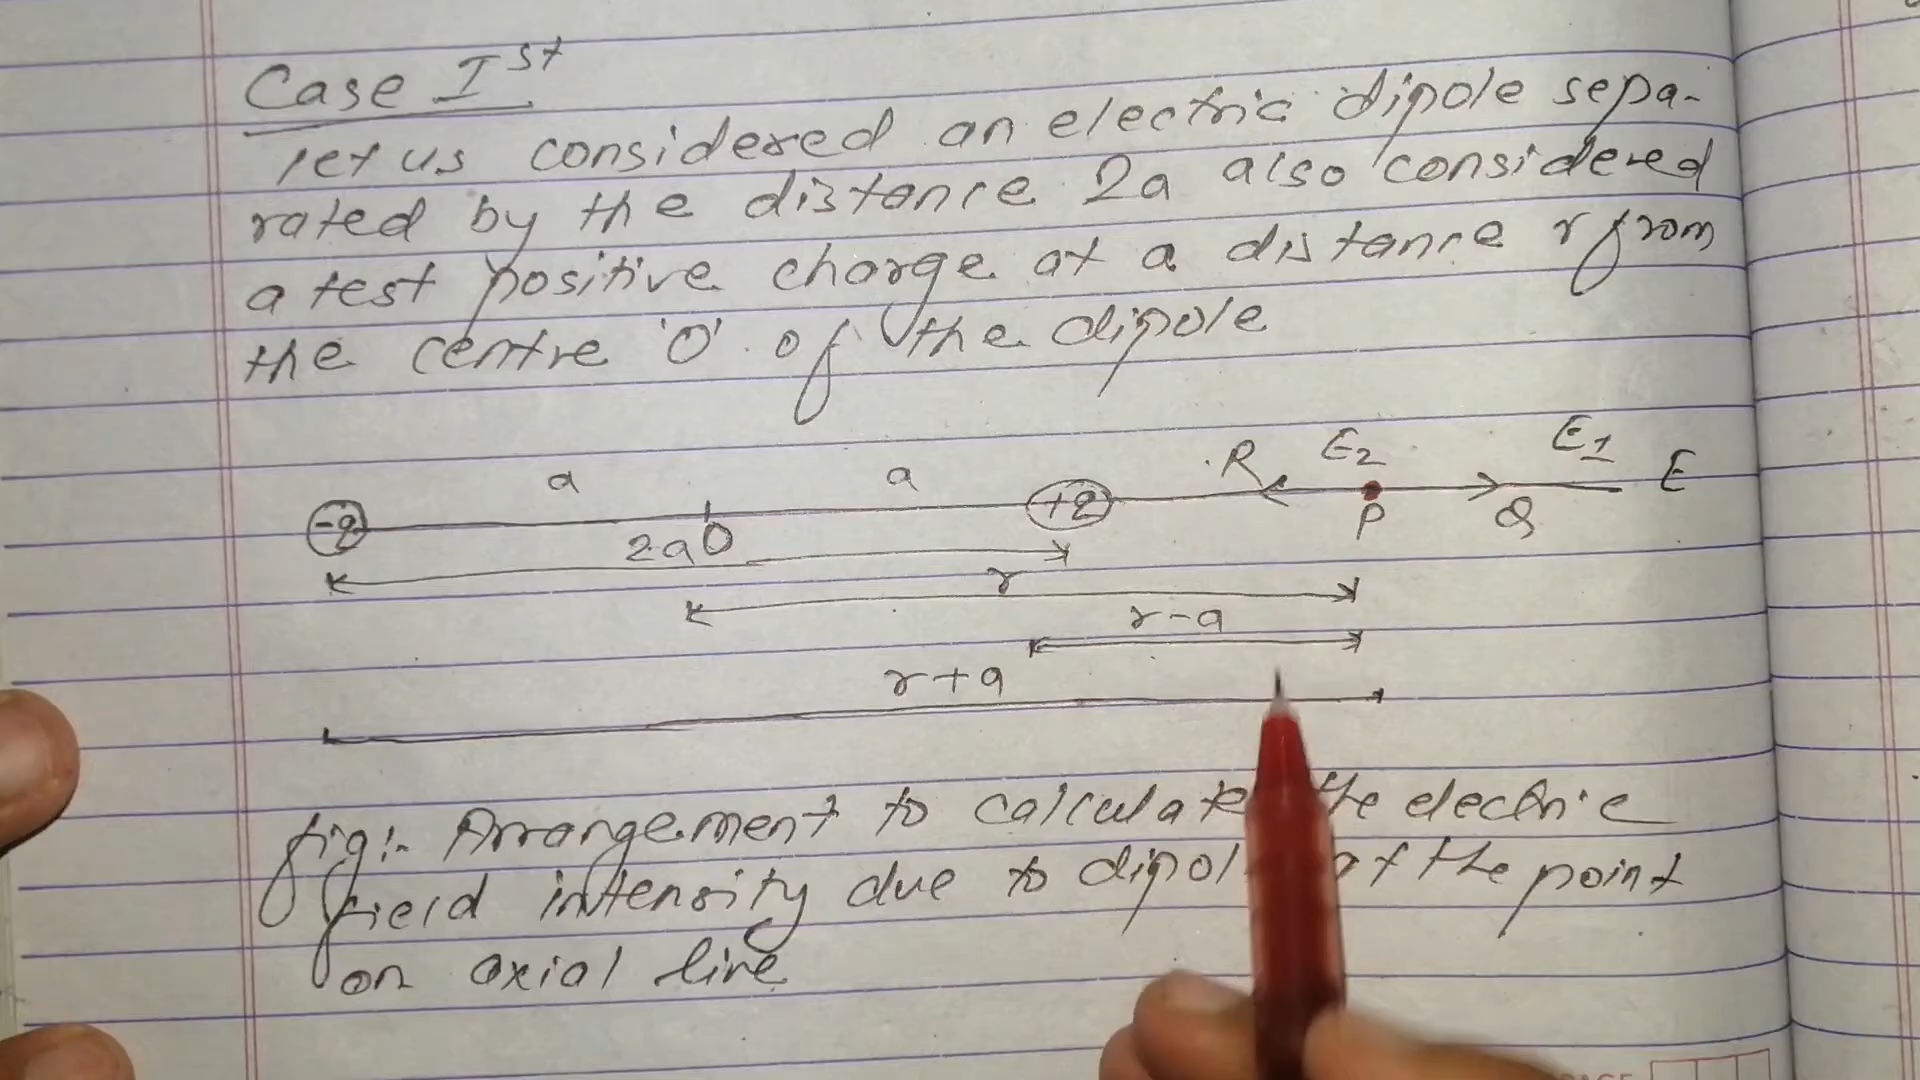 Case Ist
let us considered an electric dipole sepa-
rated by the distance 2a also considered
a test positive charge at a distance r from
the centre 'O' of the dipole
a a R E2 E1 E
-q 2a O +q P Q
r
r-a
r+a
fig:- Arrangement to calculate the electric
field intensity due to dipol at the point
on axial line
PAGE